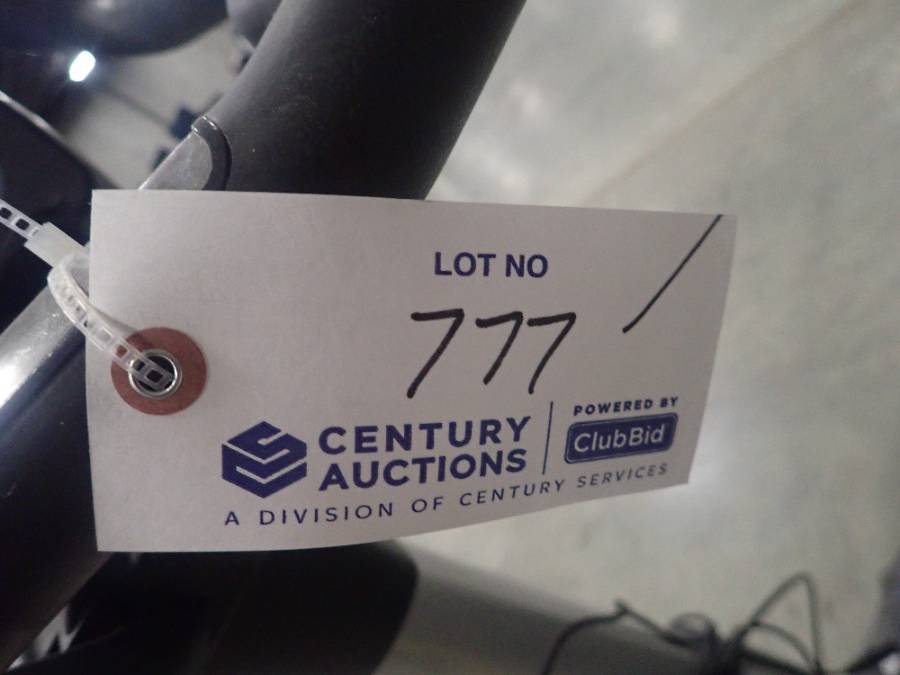 LOT NO
777
CENTURY
AUCTIONS
POWERED BY
ClubBid
A DIVISION OF CENTURY SERVICES